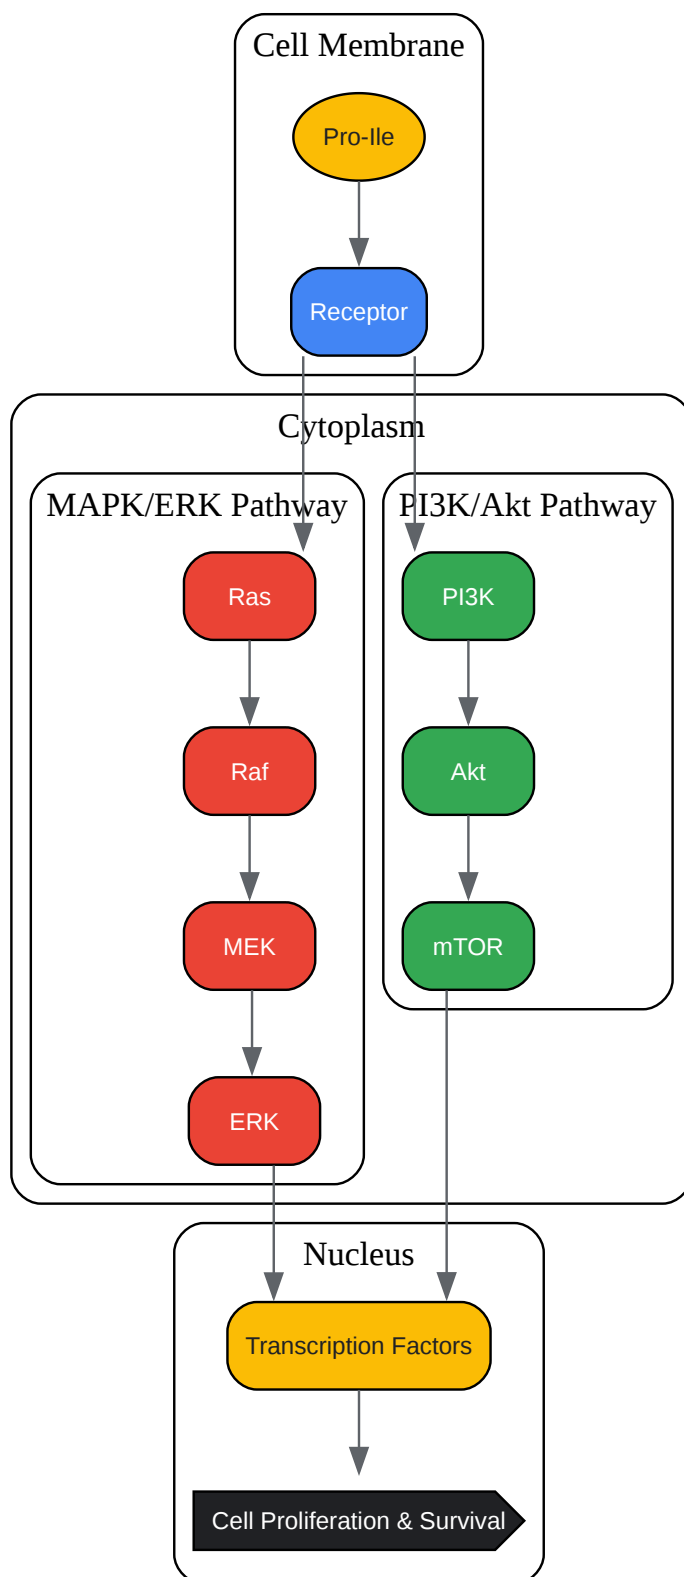 Cell Membrane
Pro-Ile
Receptor
Cytoplasm
MAPK/ERK Pathway
PI3K/Akt Pathway
Ras
PI3K
Raf
Akt
MEK
mTOR
ERK
Nucleus
Transcription Factors
Cell Proliferation & Survival